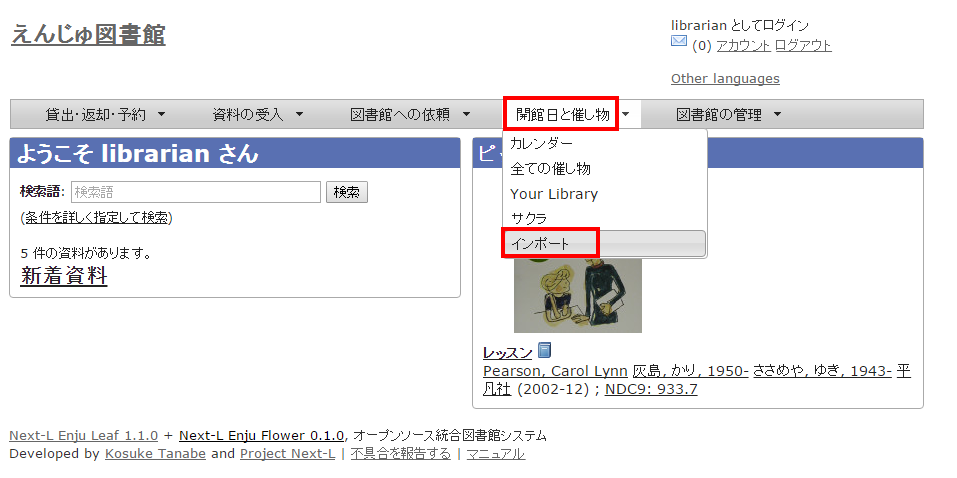 えんじゅ図書館
librarian としてログイン
(0) アカウント ログアウト
Other languages
貸出・返却・予約 資料の受入 図書館への依頼 開館日と催し物 図書館の管理
カレンダー
全ての催し物
Your Library
サクラ
インポート
ようこそ librarian さん
検索語: 検索語 検索
(条件を詳しく指定して検索)
5 件の資料があります。
新着資料
レッスン
Pearson, Carol Lynn 灰島, かり, 1950- ささめや, ゆき, 1943- 平
凡社 (2002-12) ; NDC9: 933.7
Next-L Enju Leaf 1.1.0 + Next-L Enju Flower 0.1.0, オープンソース統合図書館システム
Developed by Kosuke Tanabe and Project Next-L | 不具合を報告する | マニュアル